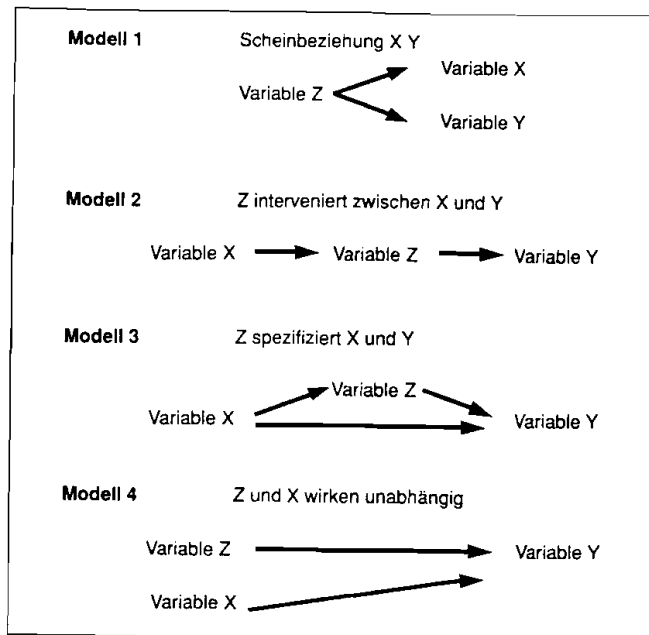 Modell 1 Scheinbeziehung X Y
Variable X
Variable Z
Variable Y
Modell 2 Z interveniert zwischen X und Y
Variable X Variable Z Variable Y
Modell 3 Z spezifiziert X und Y
Variable Z
Variable X Variable Y
Modell 4 Z und X wirken unabhängig
Variable Z Variable Y
Variable X